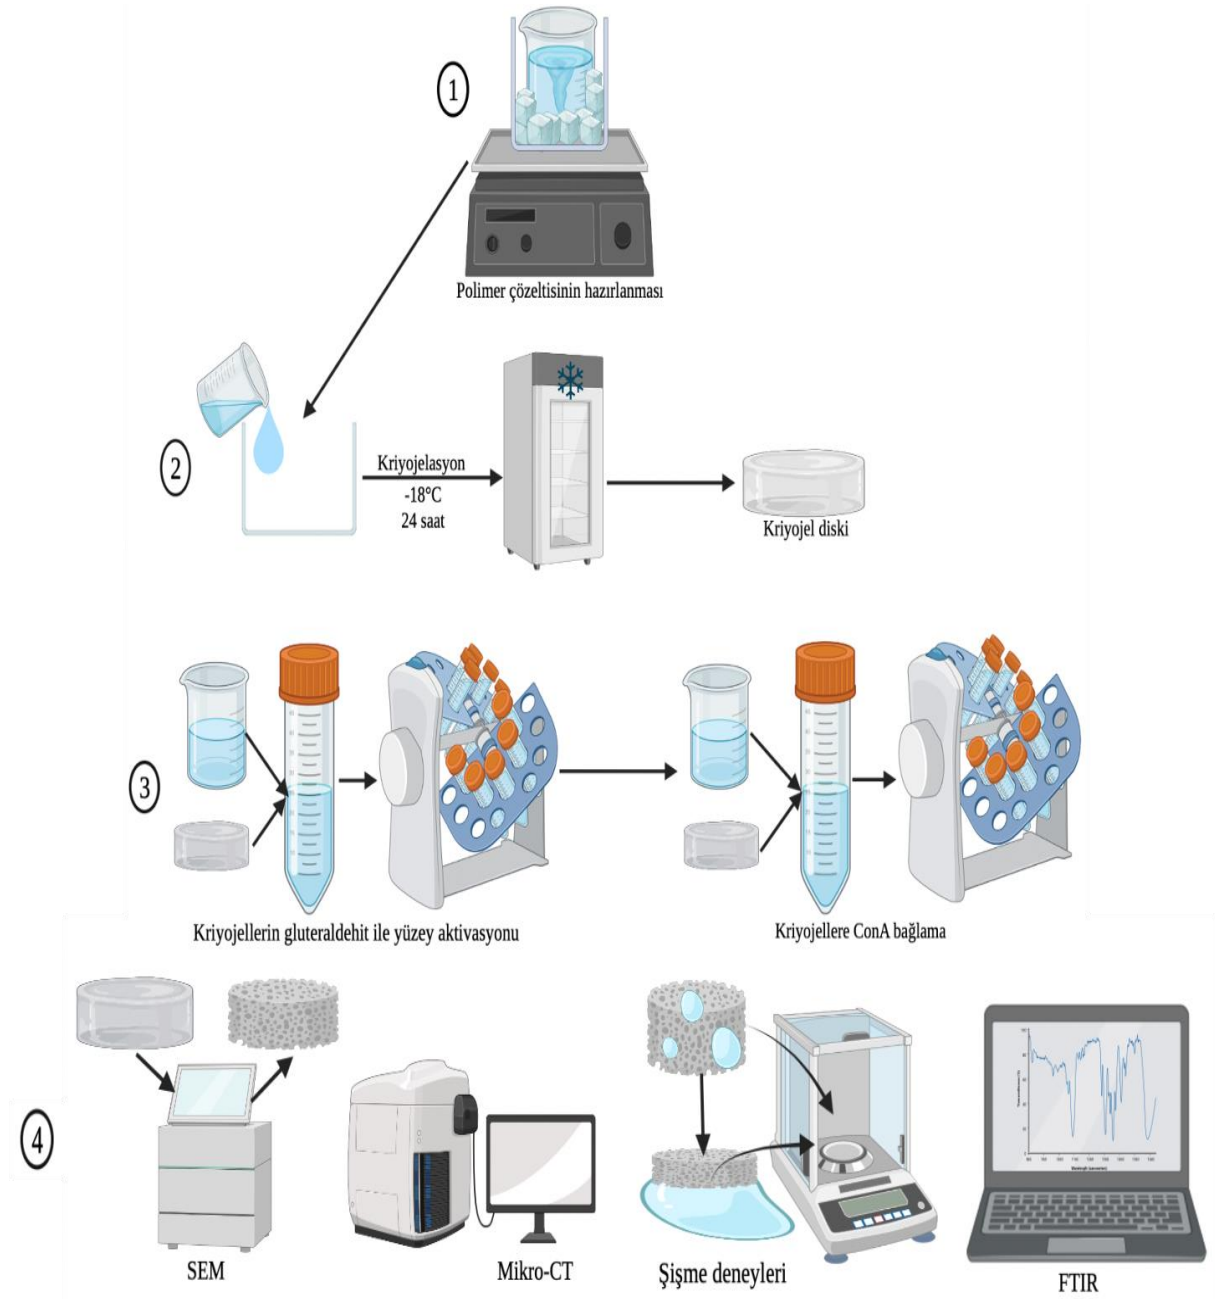 1
Polimer çözeltisinin hazırlanması
2
Kriyojelasyon
-18°C
24 saat
Kriyojel diski
3
Kriyojellerin gluteraldehit ile yüzey aktivasyonu
Kriyojellere ConA bağlama
4
SEM
Mikro-CT
Şişme deneyleri
FTIR